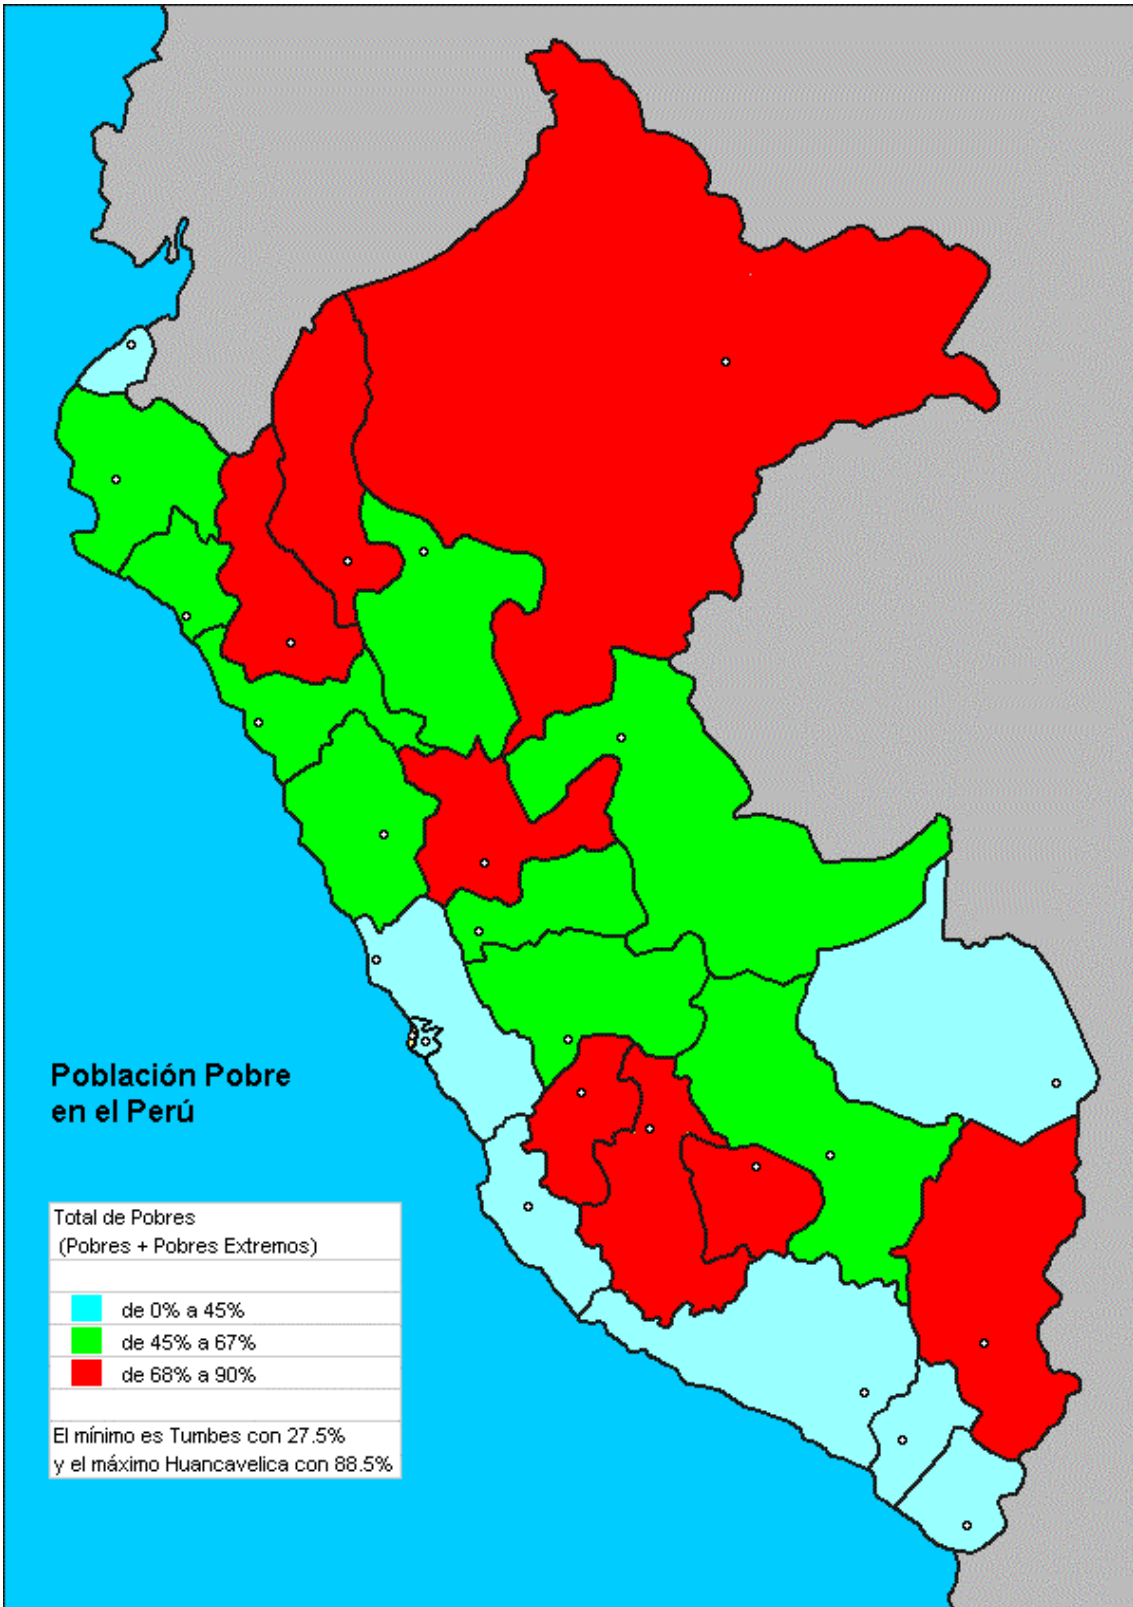 Población Pobre
en el Perú
Total de Pobres
(Pobres + Pobres Extremos)
de 0% a 45%
de 45% a 67%
de 68% a 90%
El mínimo es Tumbes con 27.5%
y el máximo Huancavelica con 88.5%